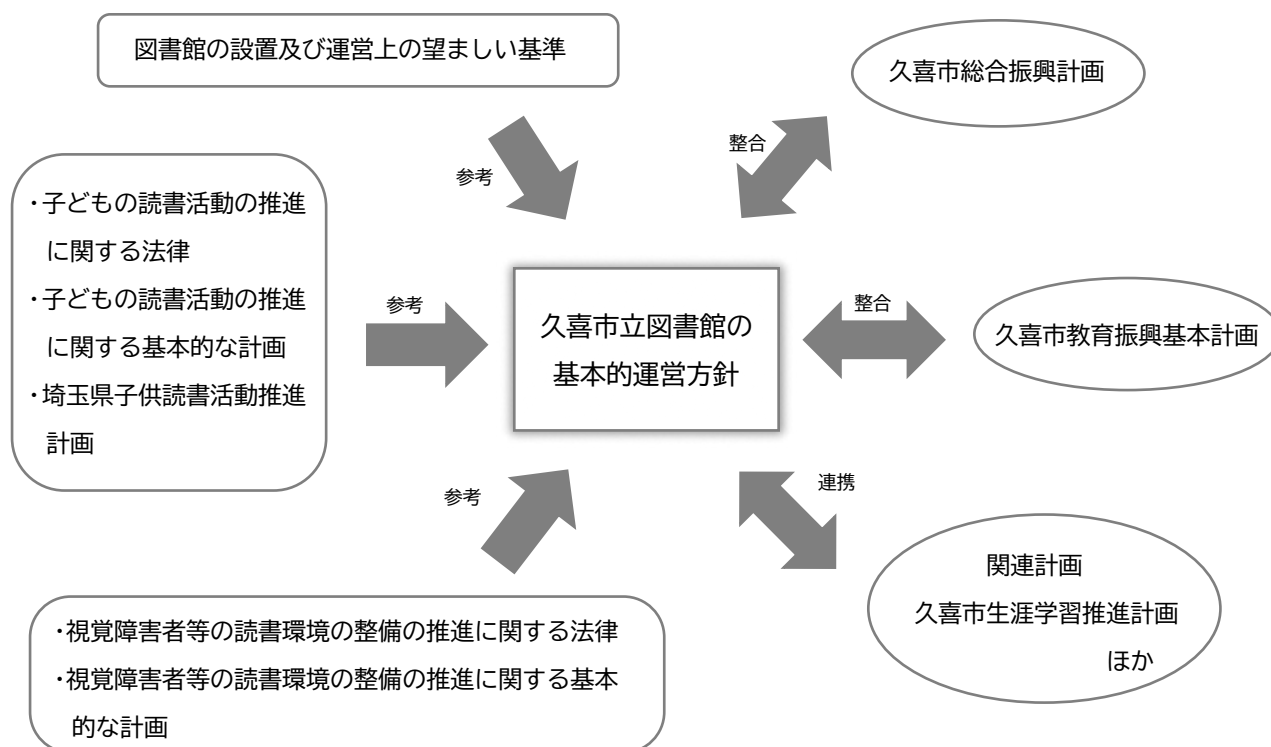 図書館の設置及び運営上の望ましい基準
久喜市総合振興計画
参考
整合
・子どもの読書活動の推進
に関する法律
・子どもの読書活動の推進
に関する基本的な計画
・埼玉県子供読書活動推進
計画
参考
久喜市立図書館の
基本的運営方針
整合
久喜市教育振興基本計画
参考
連携
・視覚障害者等の読書環境の整備の推進に関する法律
・視覚障害者等の読書環境の整備の推進に関する基本
的な計画
関連計画
久喜市生涯学習推進計画
ほか